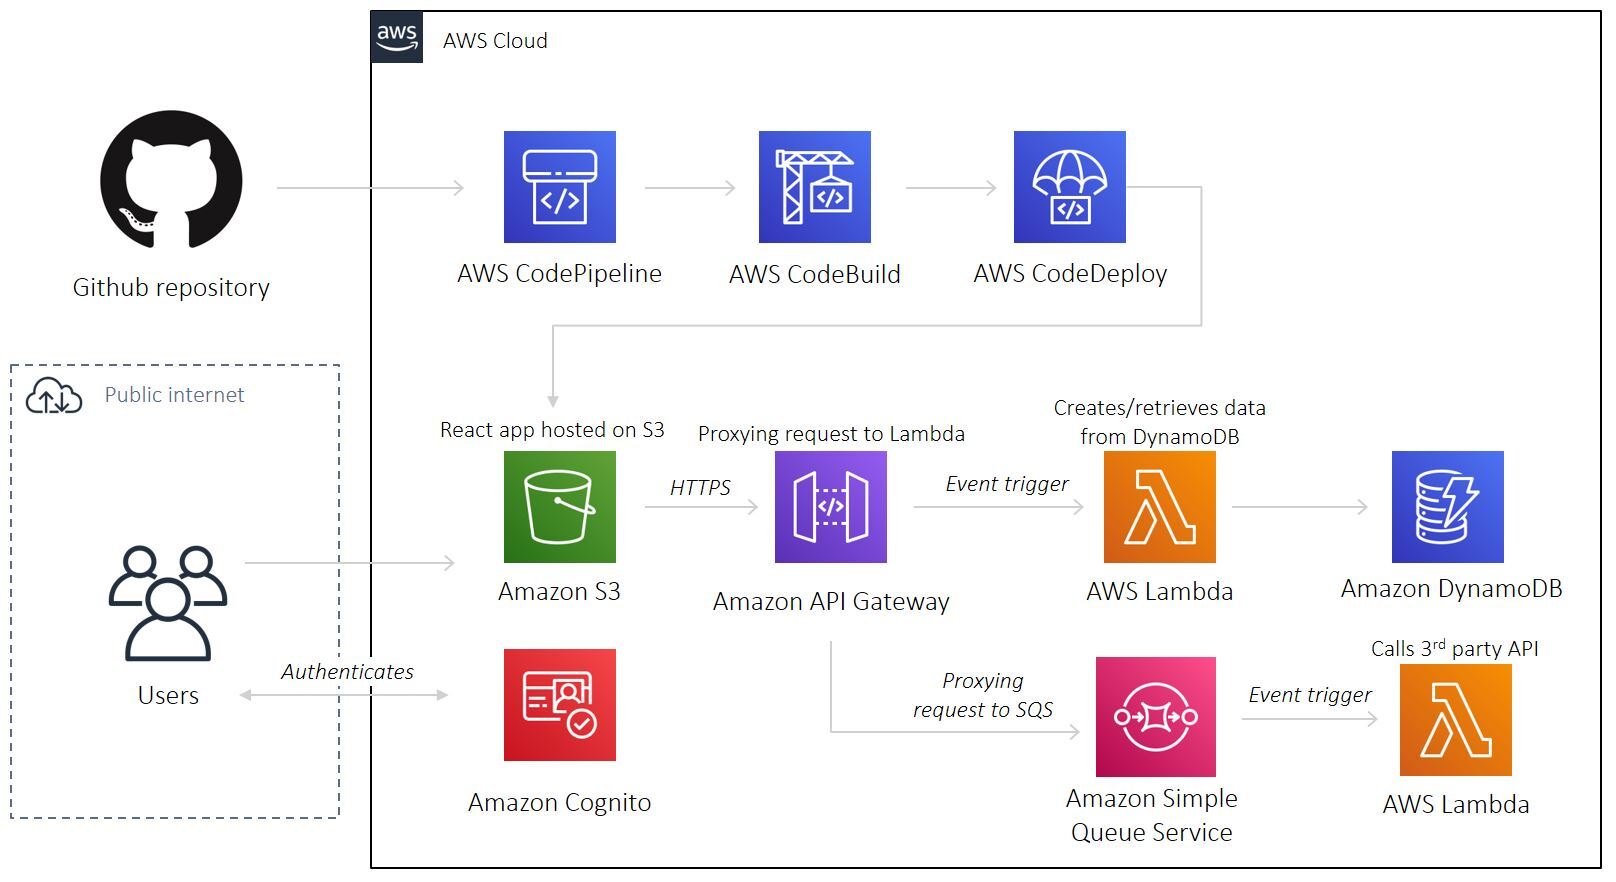 aws
AWS Cloud
Github repository
AWS CodePipeline
AWS CodeBuild
AWS CodeDeploy
Public internet
React app hosted on S3
Proxying request to Lambda
Creates/retrieves data
from DynamoDB
HTTPS
Event trigger
Amazon S3
Amazon API Gateway
AWS Lambda
Amazon DynamoDB
Users
Authenticates
Amazon Cognito
Proxying
request to SQS
Amazon Simple
Queue Service
Event trigger
Calls 3rd party API
AWS Lambda